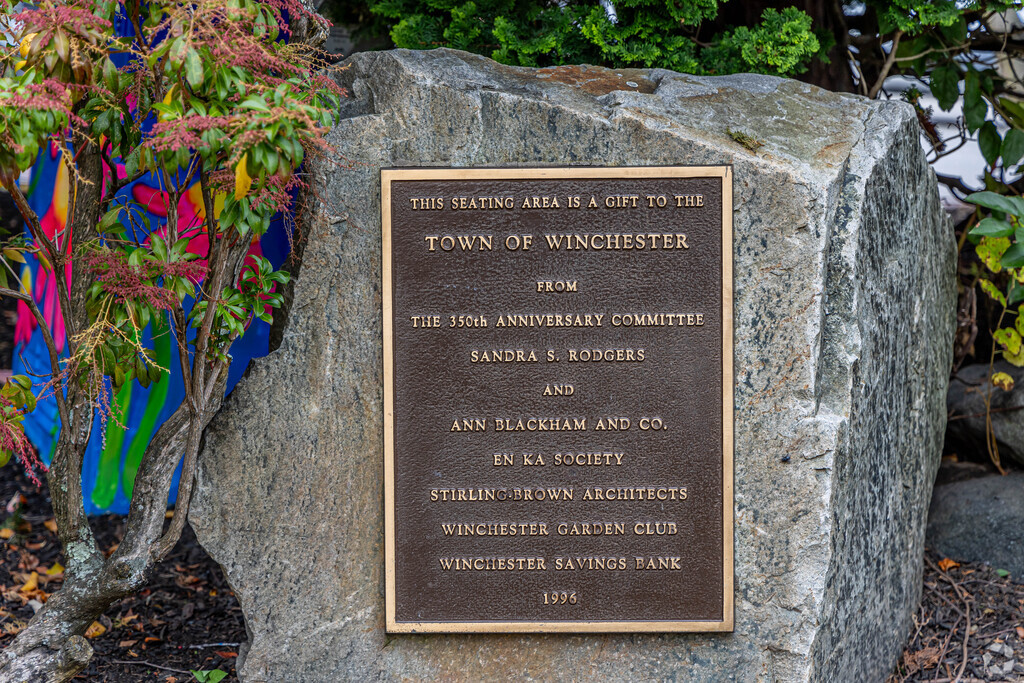 THIS SEATING AREA IS A GIFT TO THE
TOWN OF WINCHESTER
FROM
THE 350th ANNIVERSARY COMMITTEE
SANDRA S. RODGERS
AND
ANN BLACKHAM AND CO.
EN KA SOCIETY
STIRLING·BROWN ARCHITECTS
WINCHESTER GARDEN CLUB
WINCHESTER SAVINGS BANK
1996